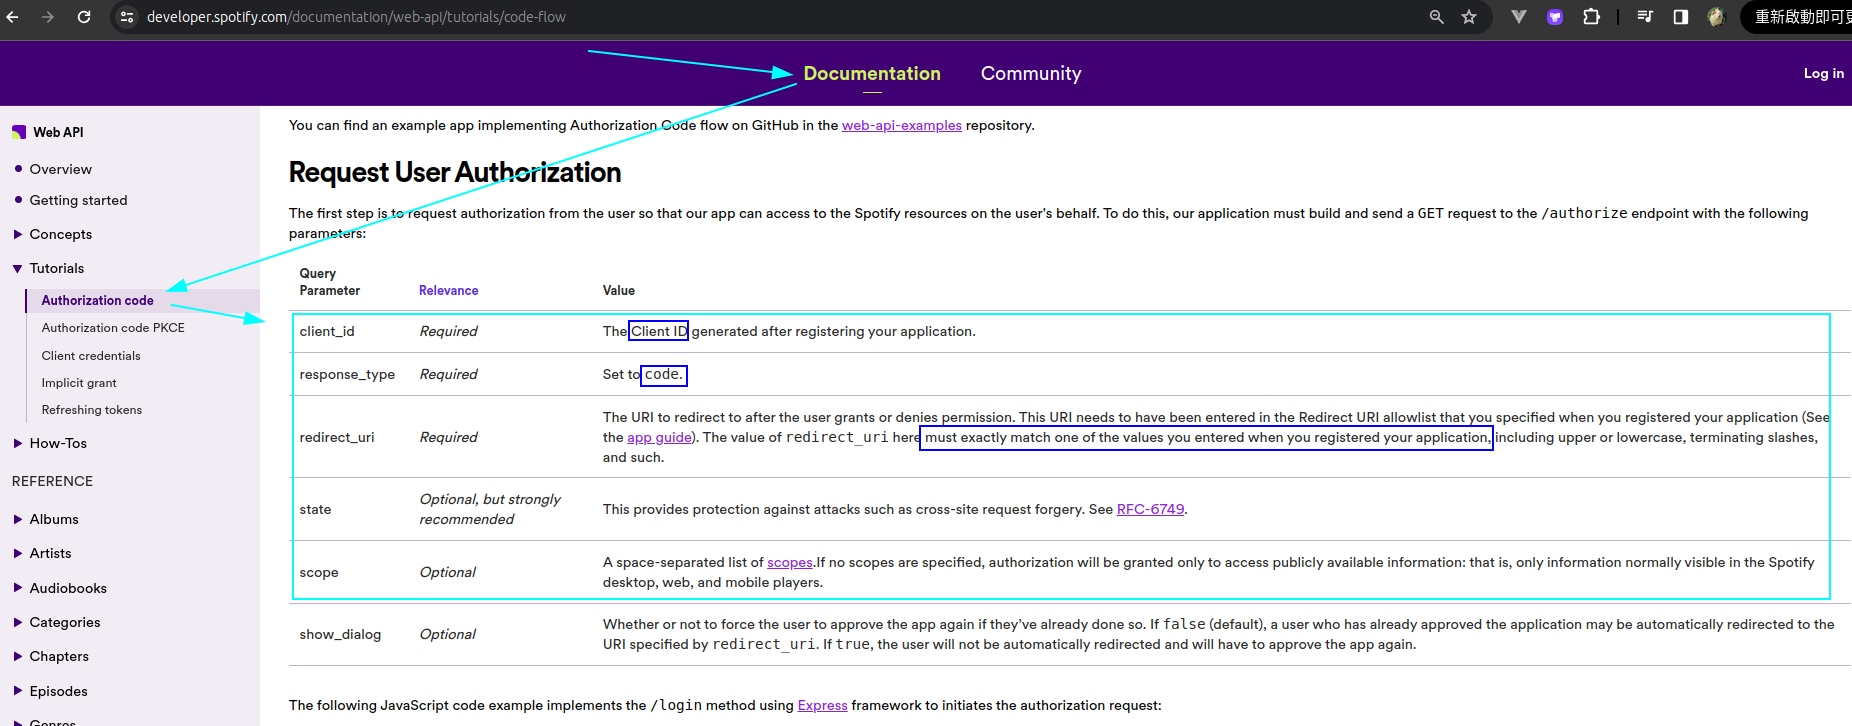 developer.spotify.com/documentation/web-api/tutorials/code-flow
重新啟動即可更
Documentation
Community
Log in
Web API
Overview
Getting started
Concepts
Tutorials
Authorization code
Authorization code PKCE
Client credentials
Implicit grant
Refreshing tokens
How-Tos
REFERENCE
Albums
Artists
Audiobooks
Categories
Chapters
Episodes
Genres
You can find an example app implementing Authorization Code flow on GitHub in the web-api-examples repository.
Request User Authorization
The first step is to request authorization from the user so that our app can access to the Spotify resources on the user's behalf. To do this, our application must build and send a GET request to the /authorize endpoint with the following
parameters:
Query
Parameter
Relevance
Value
client_id
Required
The Client ID generated after registering your application.
response_type
Required
Set to code.
redirect_uri
Required
The URI to redirect to after the user grants or denies permission. This URI needs to have been entered in the Redirect URI allowlist that you specified when you registered your application (See
the app guide). The value of redirect_uri here must exactly match one of the values you entered when you registered your application, including upper or lowercase, terminating slashes,
and such.
state
Optional, but strongly
recommended
This provides protection against attacks such as cross-site request forgery. See RFC-6749.
scope
Optional
A space-separated list of scopes.If no scopes are specified, authorization will be granted only to access publicly available information: that is, only information normally visible in the Spotify
desktop, web, and mobile players.
show_dialog
Optional
Whether or not to force the user to approve the app again if they've already done so. If false (default), a user who has already approved the application may be automatically redirected to the
URI specified by redirect_uri. If true, the user will not be automatically redirected and will have to approve the app again.
The following JavaScript code example implements the /login method using Express framework to initiates the authorization request: